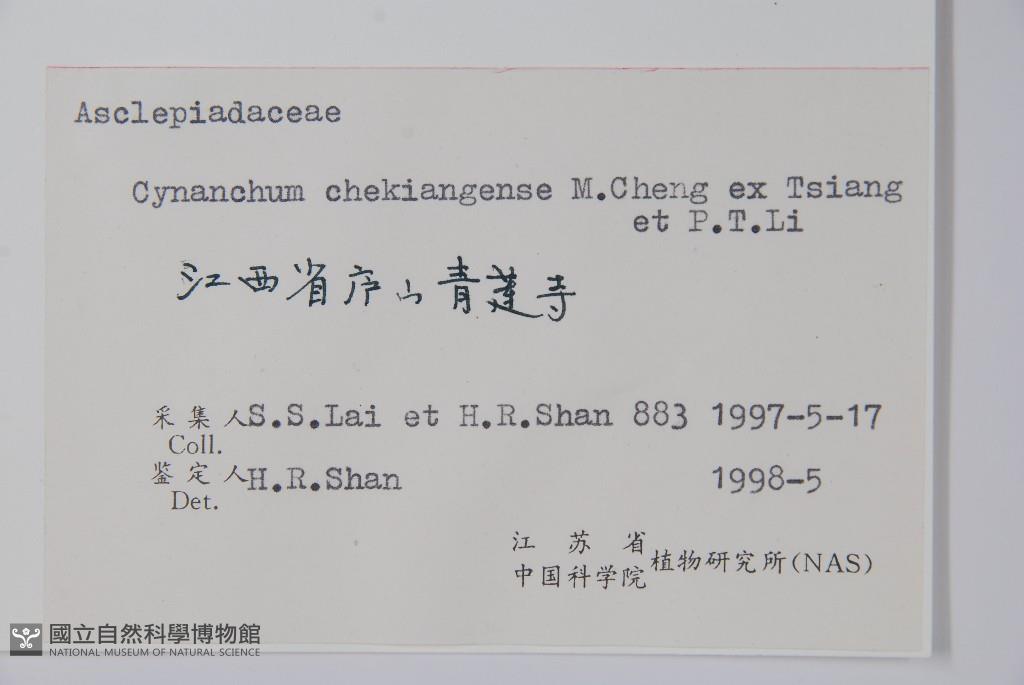 Asclepiadaceae
Cynanchum chekiangense M.Cheng ex Tsiang
et P.T.Li
江西省庐山青莲寺
采集人S.S.Lai et H.R.Shan 883 1997-5-17
Coll.
鉴定人H.R.Shan 1998-5
Det.
江苏省
中国科学院植物研究所(NAS)
國立自然科學博物館
NATIONAL MUSEUM OF NATURAL SCIENCE